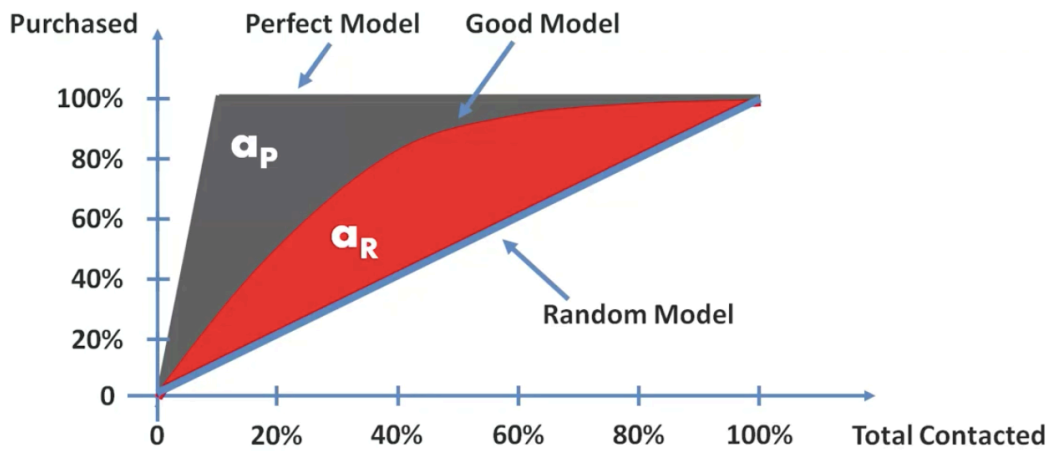 Purchased
Perfect Model
Good Model
100%
80%
60%
40%
20%
0
aP
aR
Random Model
0 20% 40% 60% 80% 100% Total Contacted